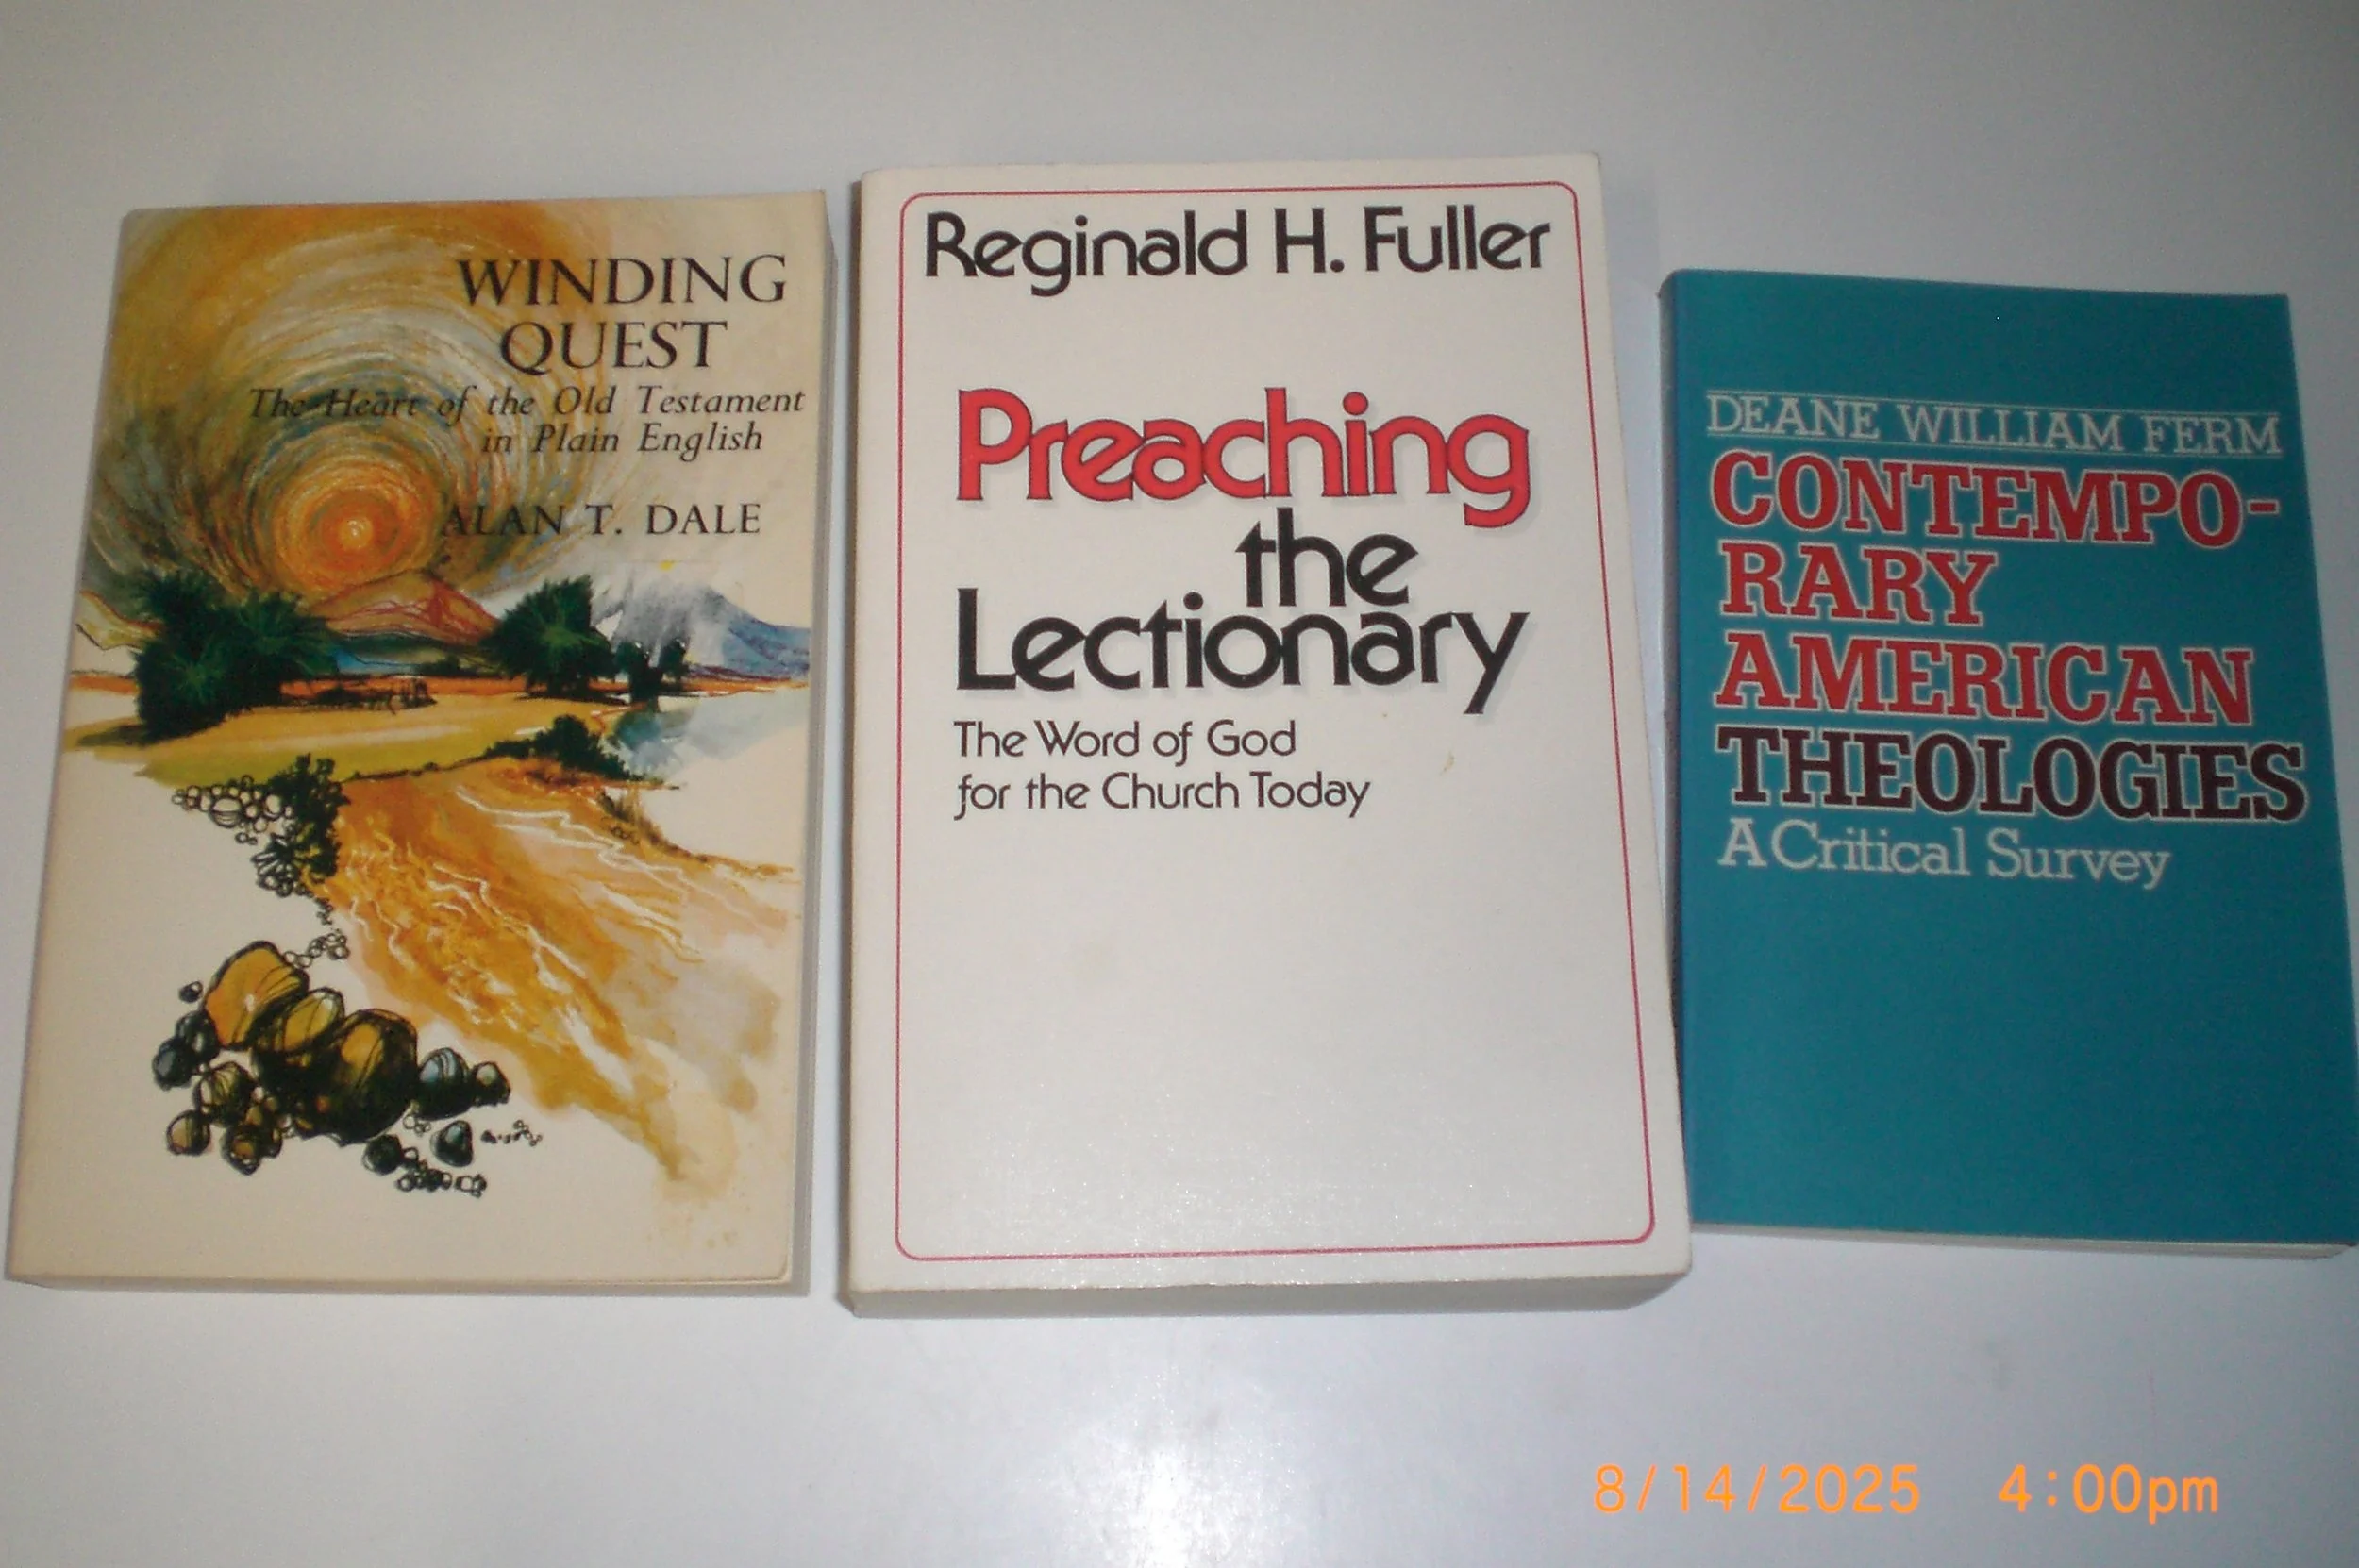 WINDING
QUEST
The Heart of the Old Testament
in Plain English
ALAN T. DALE
Reginald H. Fuller
Preaching
the
Lectionary
The Word of God
for the Church Today
DEANE WILLIAM FERM
CONTEMPO-
RARY
AMERICAN
THEOLOGIES
A Critical Survey
8/14/2025 4:00pm